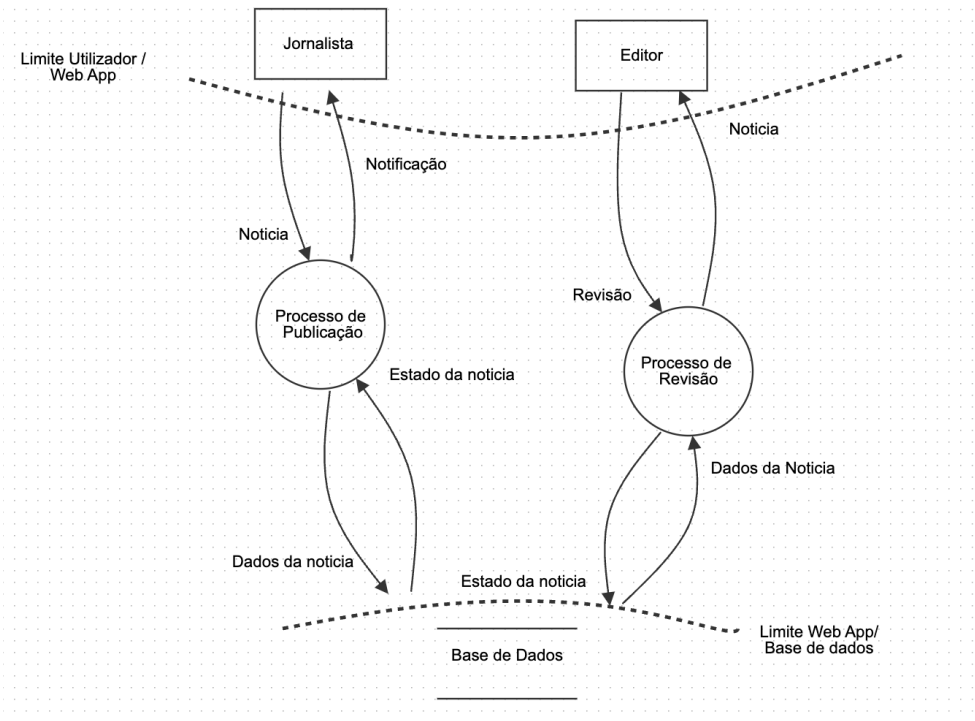 Jornalista
Editor
Limite Utilizador /
Web App
Noticia
Notificação
Noticia
Revisão
Processo de
Publicação
Processo de
Revisão
Estado da noticia
Dados da Noticia
Dados da noticia
Estado da noticia
Limite Web App/
Base de dados
Base de Dados